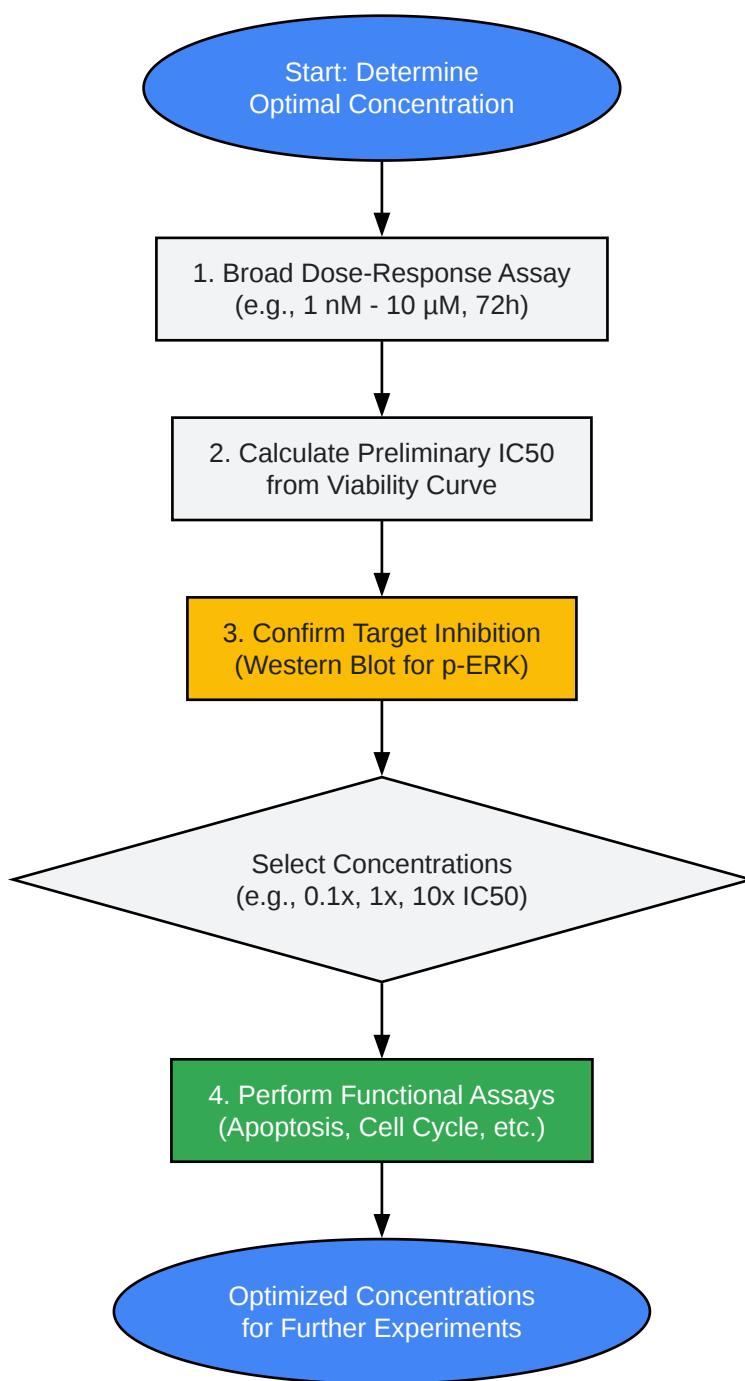 Start: Determine
Optimal Concentration
1. Broad Dose-Response Assay
(e.g., 1 nM - 10 µM, 72h)
2. Calculate Preliminary IC50
from Viability Curve
3. Confirm Target Inhibition
(Western Blot for p-ERK)
Select Concentrations
(e.g., 0.1x, 1x, 10x IC50)
4. Perform Functional Assays
(Apoptosis, Cell Cycle, etc.)
Optimized Concentrations
for Further Experiments